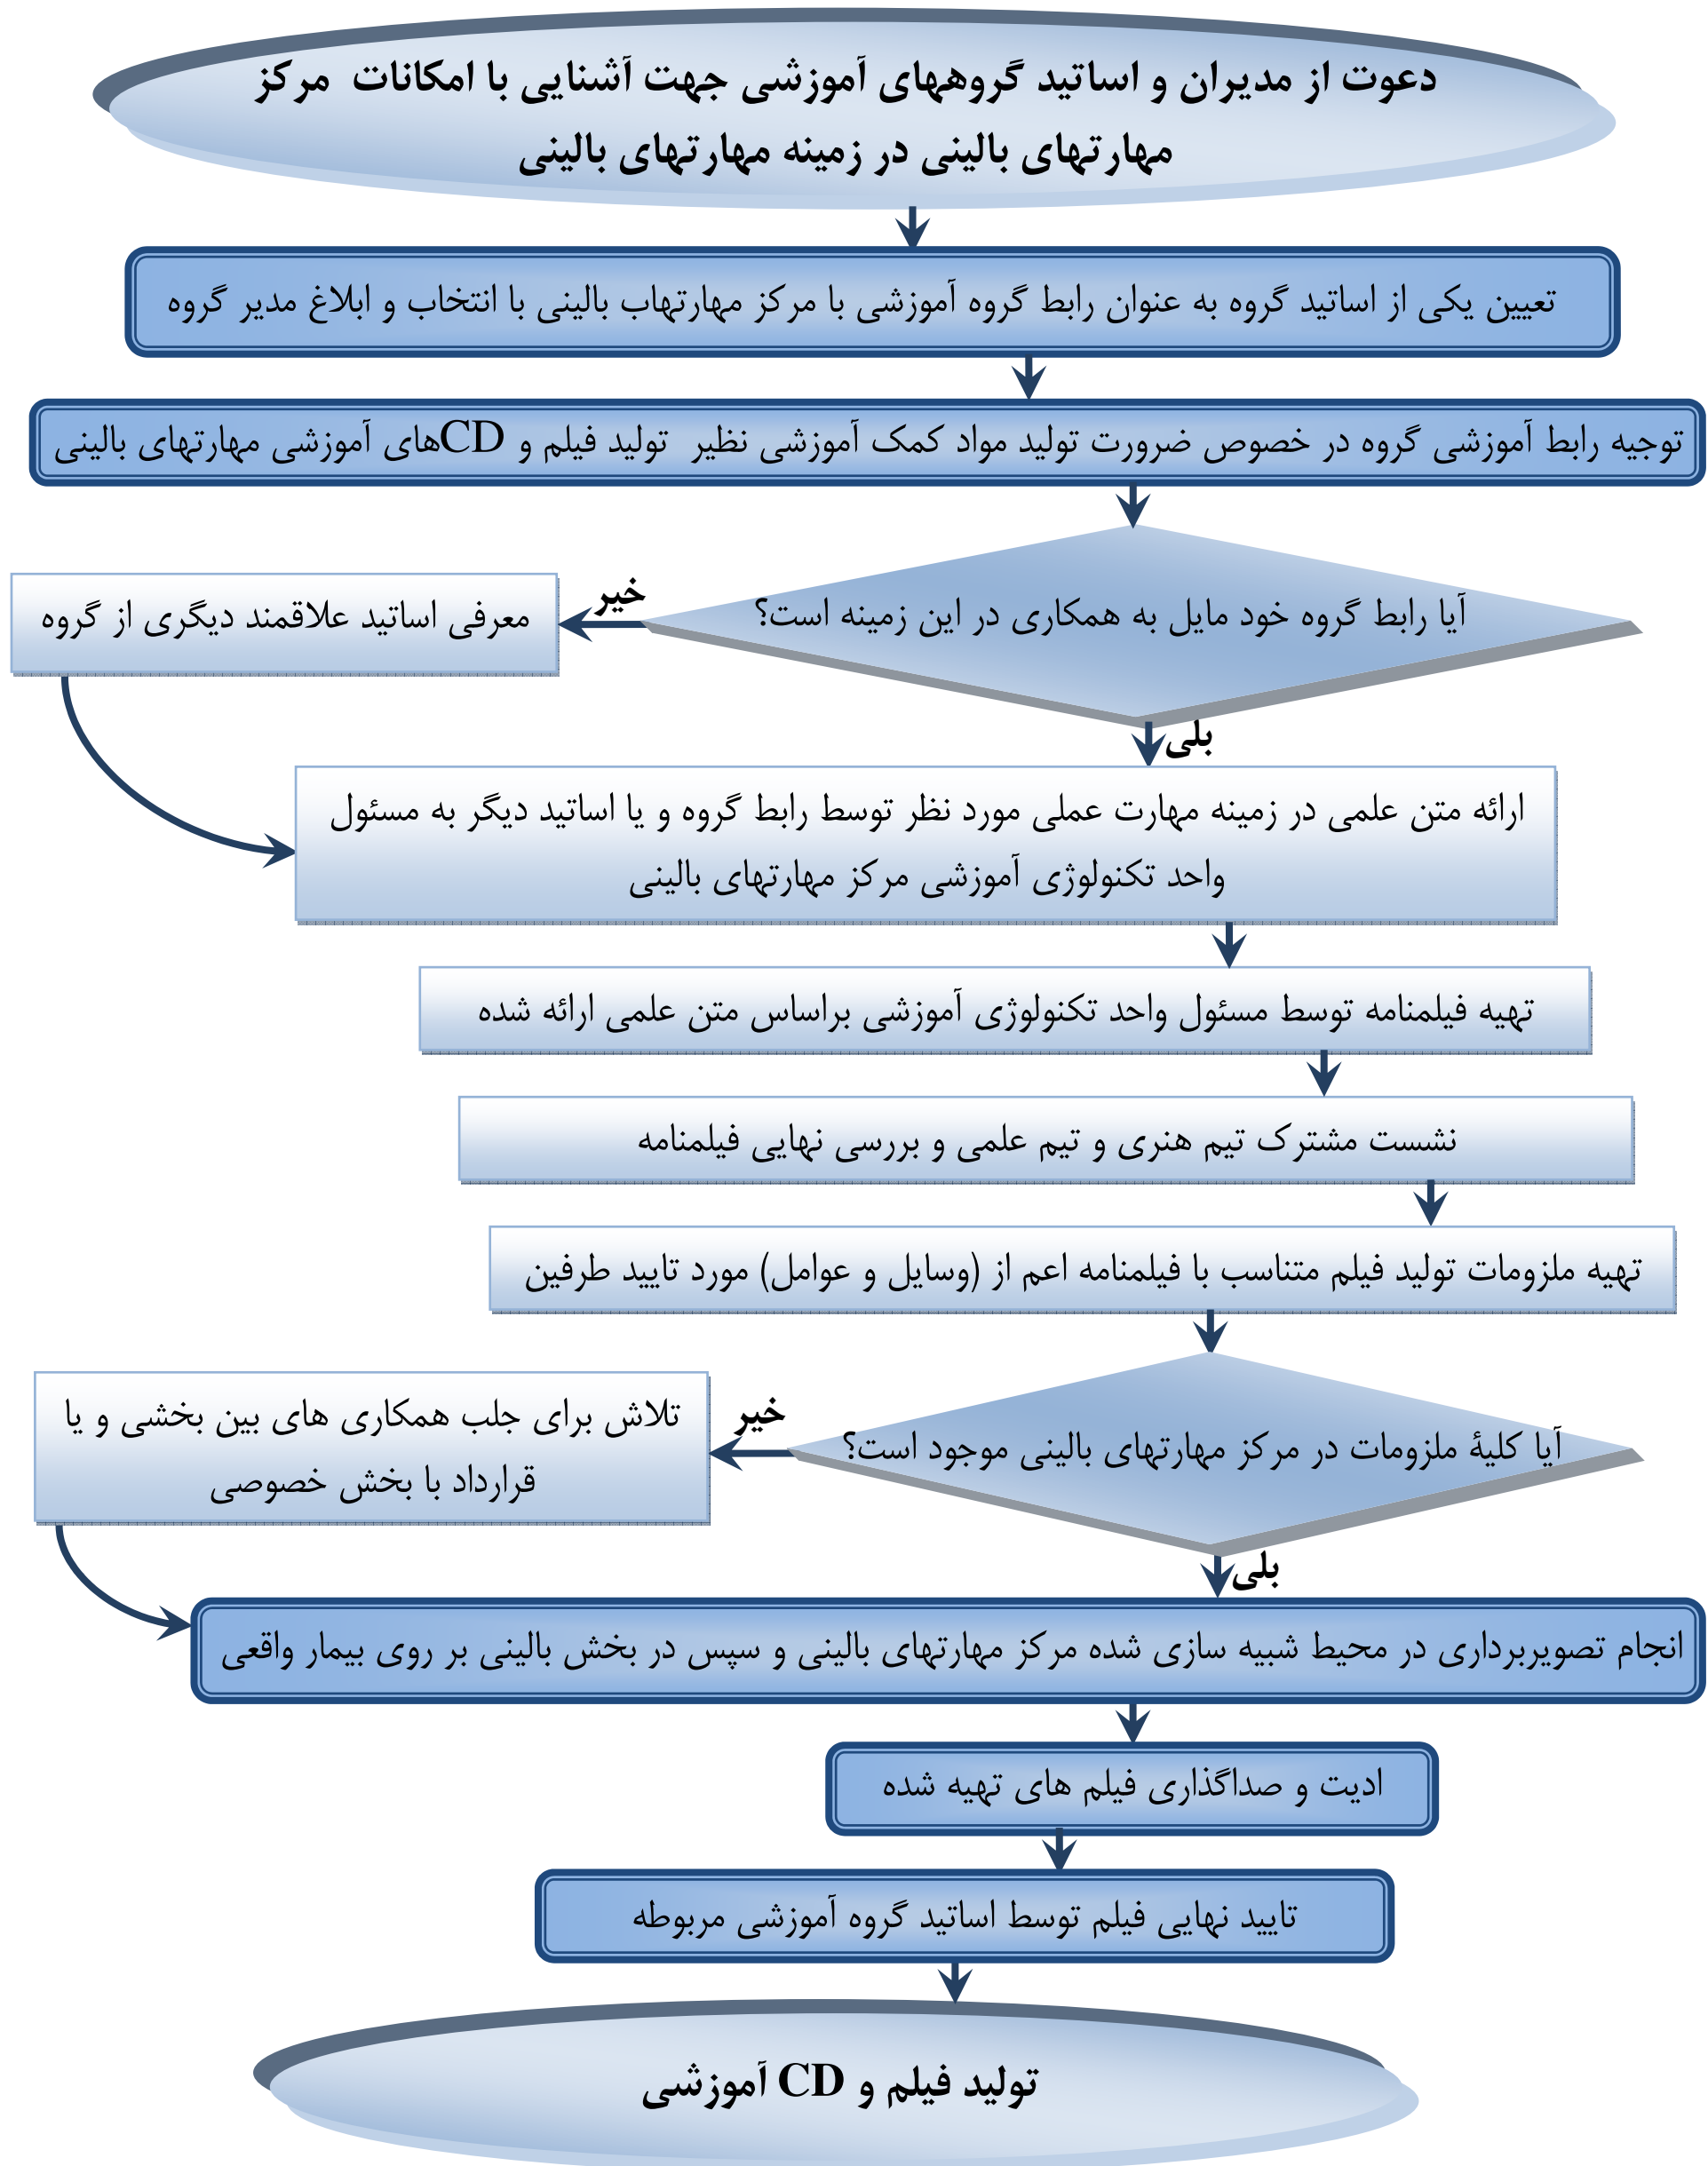 دعوت از مدیران و اساتید گروههای آموزشی جهت آشنایی با امکانات مرکز
مهارتهای بالینی در زمینه مهارتهای بالینی
تعیین یکی از اساتید گروه به عنوان رابط گروه آموزشی با مرکز مهارتهاب بالینی با انتخاب و ابلاغ مدیر گروه
توجیه رابط آموزشی گروه در خصوص ضرورت تولید مواد کمک آموزشی نظیر تولید فیلم و CDهای آموزشی مهارتهای بالینی
آیا رابط گروه خود مایل به همکاری در این زمینه است؟
خیر
معرفی اساتید علاقمند دیگری از گروه
بلی
ارائه متن علمی در زمینه مهارت عملی مورد نظر توسط رابط گروه و یا اساتید دیگر به مسئول
واحد تکنولوژی آموزشی مرکز مهارتهای بالینی
تهیه فیلمنامه توسط مسئول واحد تکنولوژی آموزشی براساس متن علمی ارائه شده
نشست مشترک تیم هنری و تیم علمی و بررسی نهایی فیلمنامه
تهیه ملزومات تولید فیلم متناسب با فیلمنامه اعم از (وسایل و عوامل) مورد تایید طرفین
آیا کلیهٔ ملزومات در مرکز مهارتهای بالینی موجود است؟
خیر
تلاش برای جلب همکاری های بین بخشی و یا
قرارداد با بخش خصوصی
بلی
انجام تصویربرداری در محیط شبیه سازی شده مرکز مهارتهای بالینی و سپس در بخش بالینی بر روی بیمار واقعی
ادیت و صداگذاری فیلم های تهیه شده
تایید نهایی فیلم توسط اساتید گروه آموزشی مربوطه
تولید فیلم و CD آموزشی